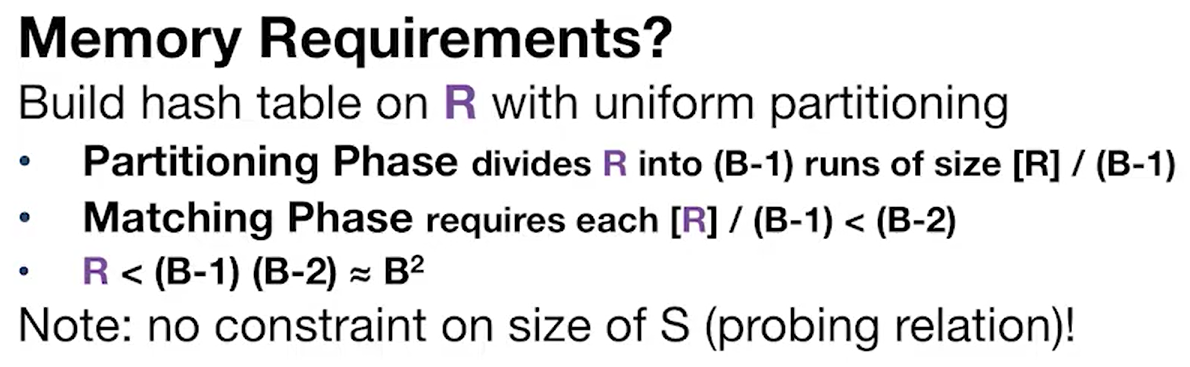 Memory Requirements?
Build hash table on R with uniform partitioning
• Partitioning Phase divides R into (B-1) runs of size [R] / (B-1)
• Matching Phase requires each [R] / (B-1) < (B-2)
• R < (B-1) (B-2) ≈ B²
Note: no constraint on size of S (probing relation)!